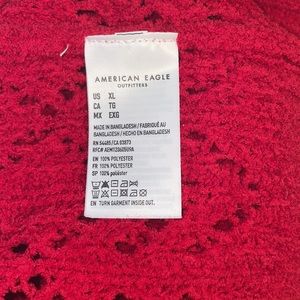 AMERICAN EAGLE
OUTFITTERS
US XL
CA TG
MX EXG
MADE IN BANGLADESH / FABRIQUÉ AU
BANGLADESH / HECHO EN BANGLADESH
RN 54485/CA 03873
EN 100% POLYESTER
FR 100% POLYESTER
SP 100% poliéster
EN TURN GARMENT INSIDE OUT.